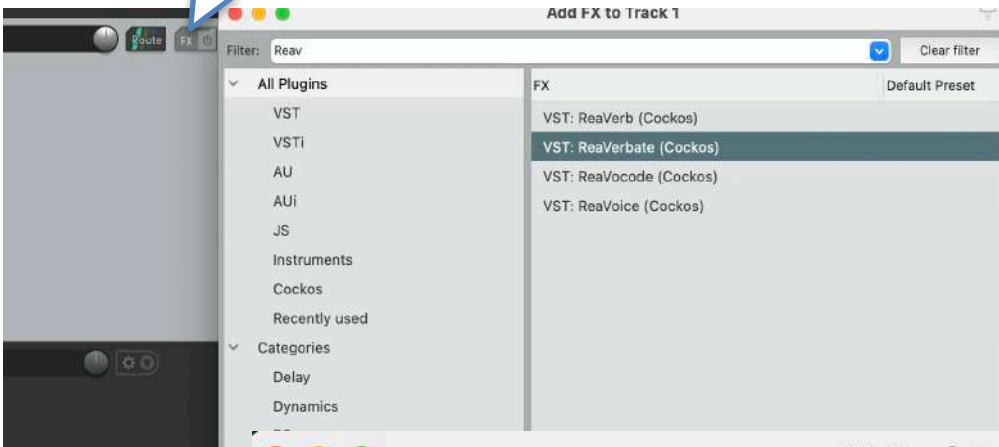 Add FX to Track 1
Route FX
Filter: Reav Clear filter
All Plugins
FX Default Preset
VST
VST: ReaVerb (Cockos)
VSTi
VST: ReaVerbate (Cockos)
AU
VST: ReaVocode (Cockos)
AUi
VST: ReaVoice (Cockos)
JS
Instruments
Cockos
Recently used
Categories
Delay
Dynamics